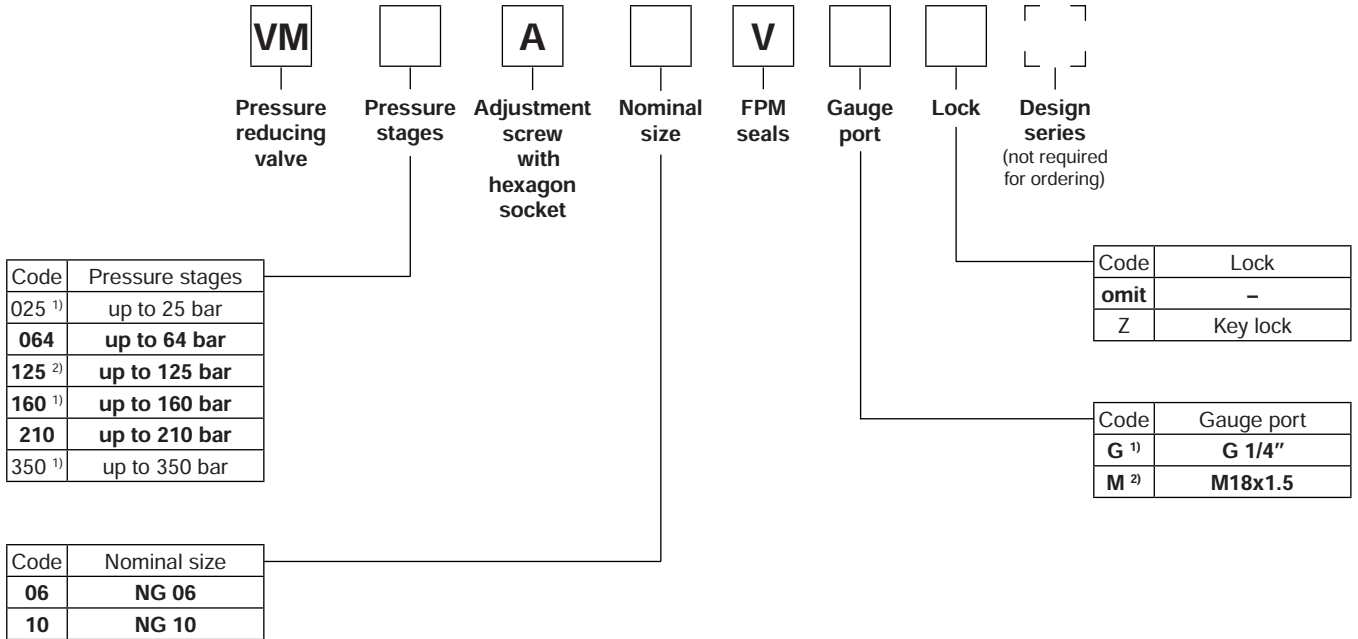 VM A V
Pressure reducing valve
Pressure stages
Adjustment screw with hexagon socket
Nominal size
FPM seals
Gauge port
Lock
Design series
(not required for ordering)
Code Pressure stages
025 1) up to 25 bar
064 up to 64 bar
125 2) up to 125 bar
160 1) up to 160 bar
210 up to 210 bar
350 1) up to 350 bar
Code Lock
omit –
Z Key lock
Code Gauge port
G 1) G 1/4"
M 2) M18x1.5
Code Nominal size
06 NG 06
10 NG 10